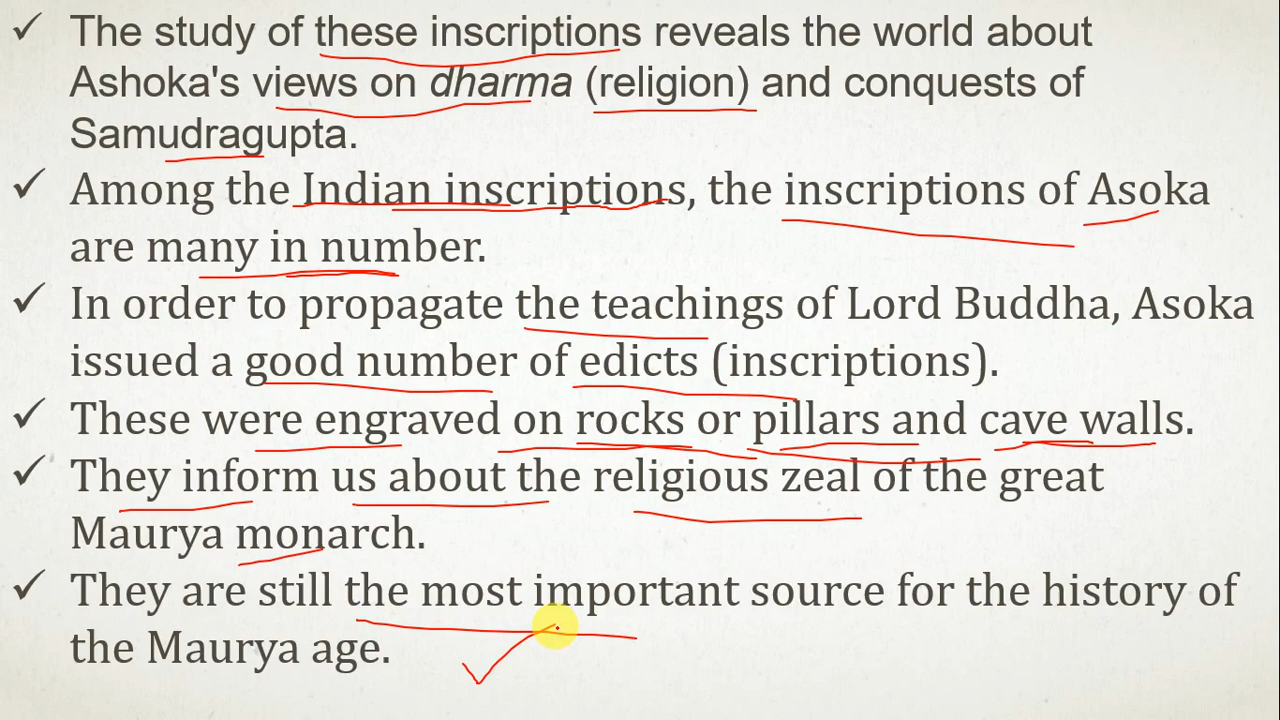 ✓ The study of these inscriptions reveals the world about
Ashoka's views on dharma (religion) and conquests of
Samudragupta.
✓ Among the Indian inscriptions, the inscriptions of Asoka
are many in number.
✓ In order to propagate the teachings of Lord Buddha, Asoka
issued a good number of edicts (inscriptions).
✓ These were engraved on rocks or pillars and cave walls.
✓ They inform us about the religious zeal of the great
Maurya monarch.
✓ They are still the most important source for the history of
the Maurya age.